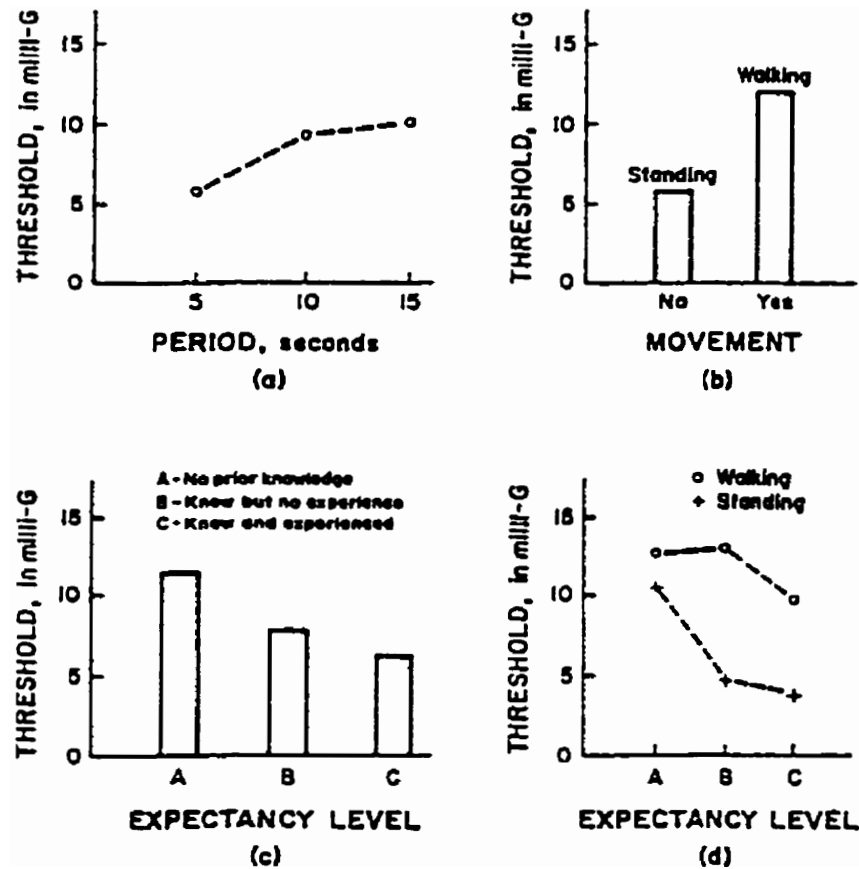 THRESHOLD, in milli-G
15
10
5
0
5 10 15
PERIOD, seconds
(a)
THRESHOLD, in milli-G
15
10
5
0
Standing
Walking
No Yes
MOVEMENT
(b)
THRESHOLD, in milli-G
15
10
5
0
A - No prior knowledge
B - Knew but no experience
C - Knew and experienced
A B C
EXPECTANCY LEVEL
(c)
THRESHOLD, in milli-G
15
10
5
0
o Walking
+ Standing
A B C
EXPECTANCY LEVEL
(d)